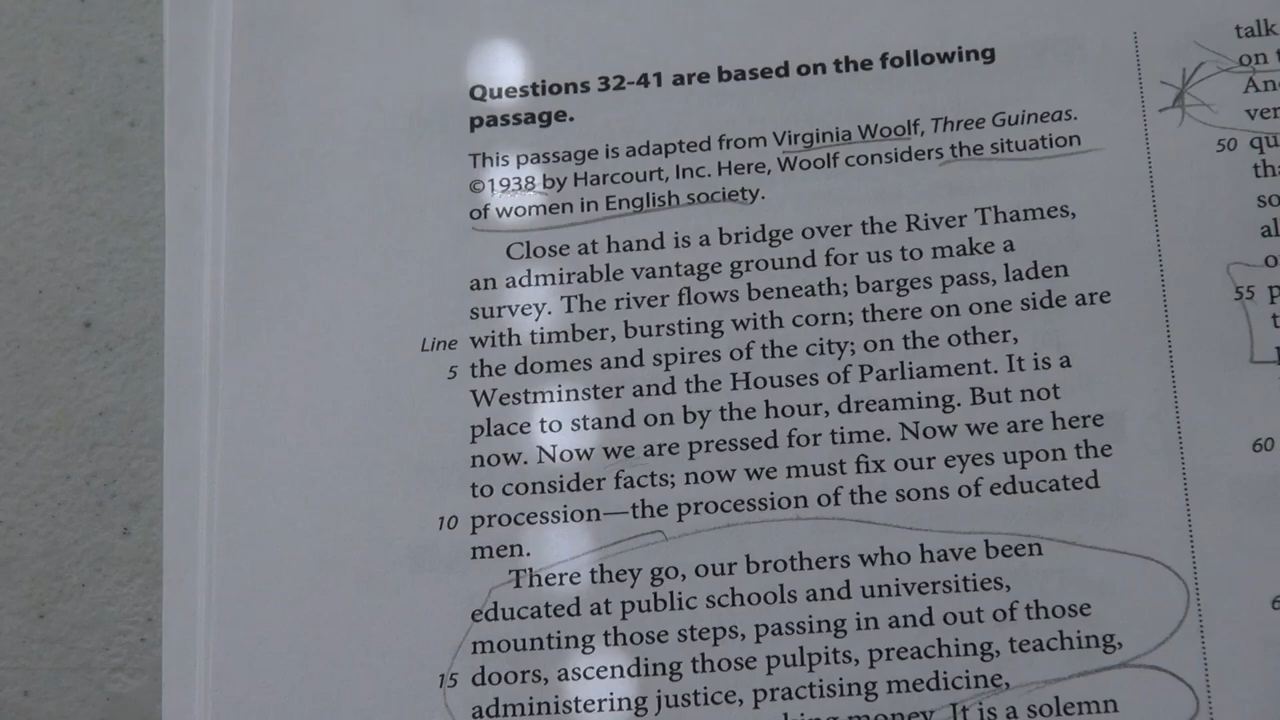 Questions 32-41 are based on the following
passage.
This passage is adapted from Virginia Woolf, Three Guineas.
©1938 by Harcourt, Inc. Here, Woolf considers the situation
of women in English society.
Close at hand is a bridge over the River Thames,
an admirable vantage ground for us to make a
survey. The river flows beneath; barges pass, laden
Line with timber, bursting with corn; there on one side are
5 the domes and spires of the city; on the other,
Westminster and the Houses of Parliament. It is a
place to stand on by the hour, dreaming. But not
now. Now we are pressed for time. Now we are here
to consider facts; now we must fix our eyes upon the
10 procession—the procession of the sons of educated
men.
There they go, our brothers who have been
educated at public schools and universities,
mounting those steps, passing in and out of those
15 doors, ascending those pulpits, preaching, teaching,
administering justice, practising medicine,
money. It is a solemn
talk
on
50
55
60